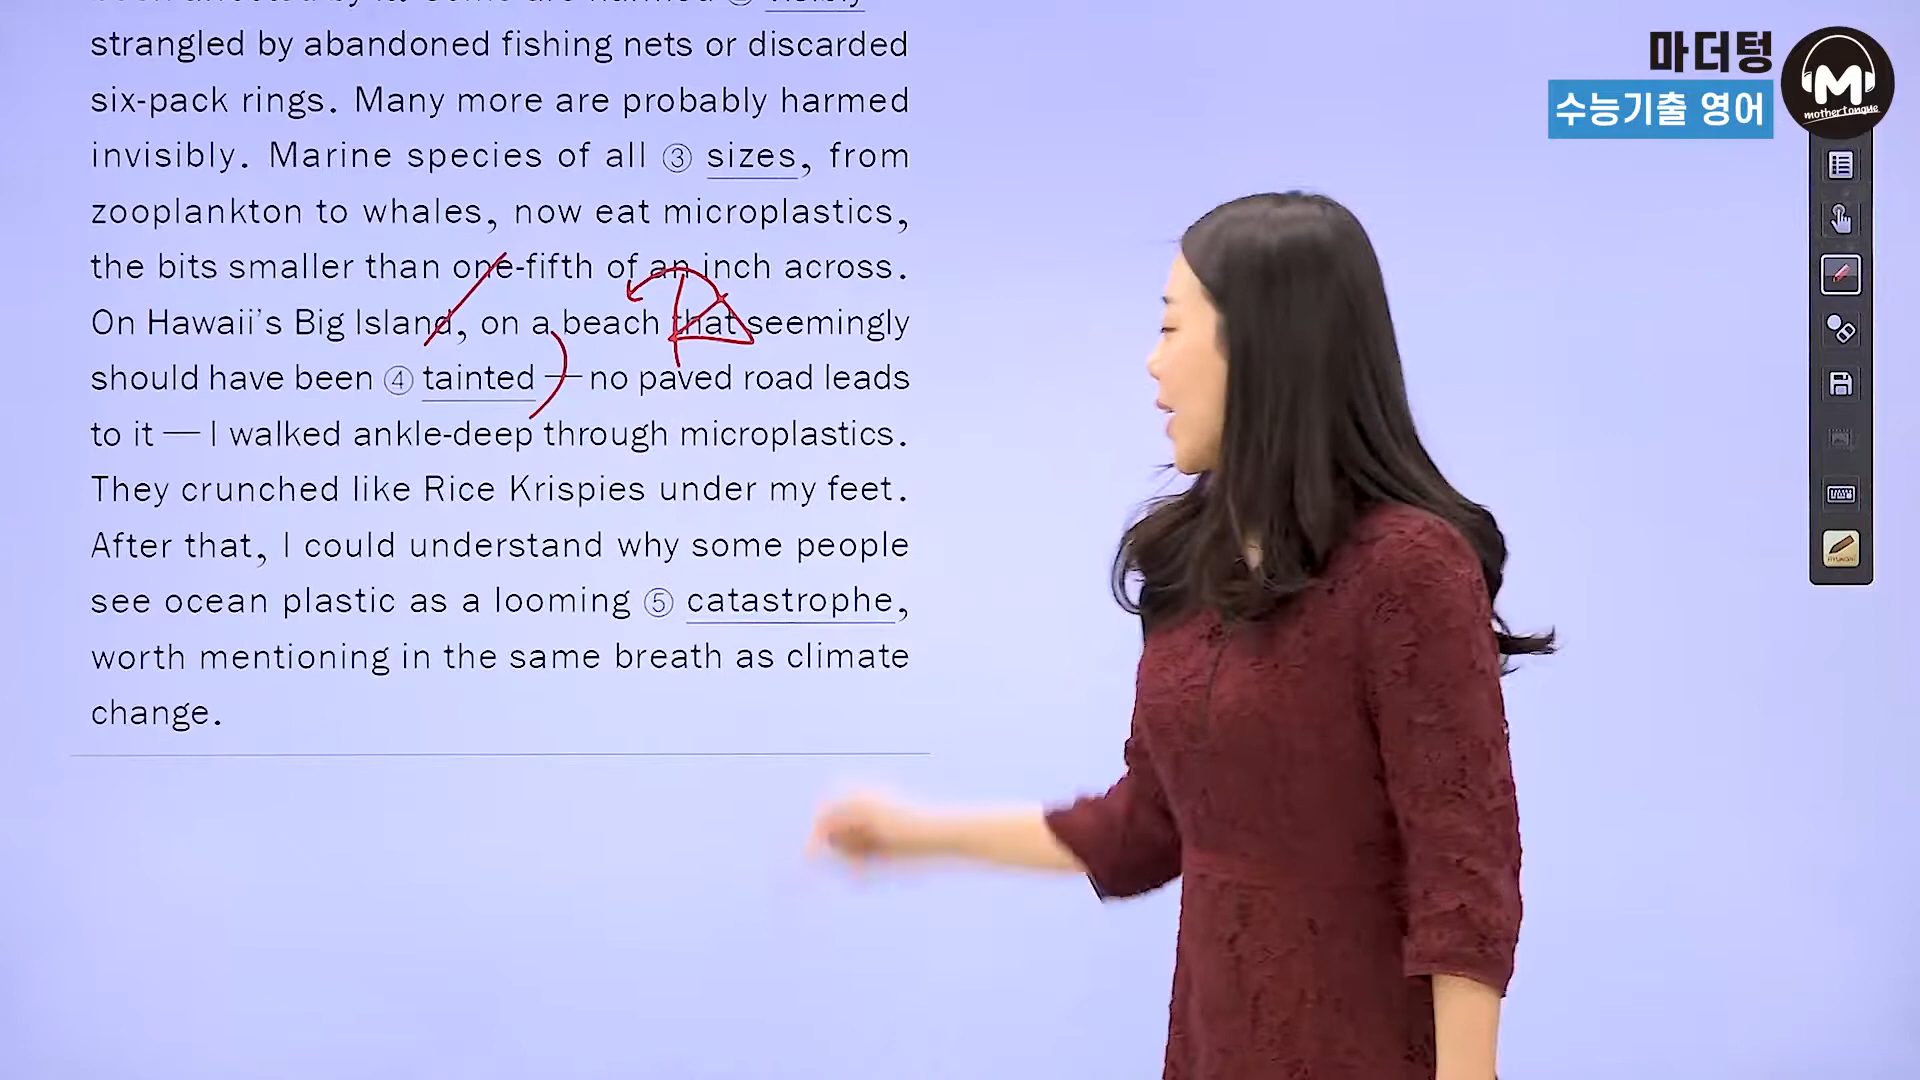 visibly
strangled by abandoned fishing nets or discarded
six-pack rings. Many more are probably harmed
invisibly. Marine species of all ③ sizes, from
zooplankton to whales, now eat microplastics,
the bits smaller than one-fifth of an inch across.
On Hawaii's Big Island, on a beach that seemingly
should have been ④ tainted — no paved road leads
to it — I walked ankle-deep through microplastics.
They crunched like Rice Krispies under my feet.
After that, I could understand why some people
see ocean plastic as a looming ⑤ catastrophe,
worth mentioning in the same breath as climate
change.
마더텅
수능기출 영어
M
mothertongue